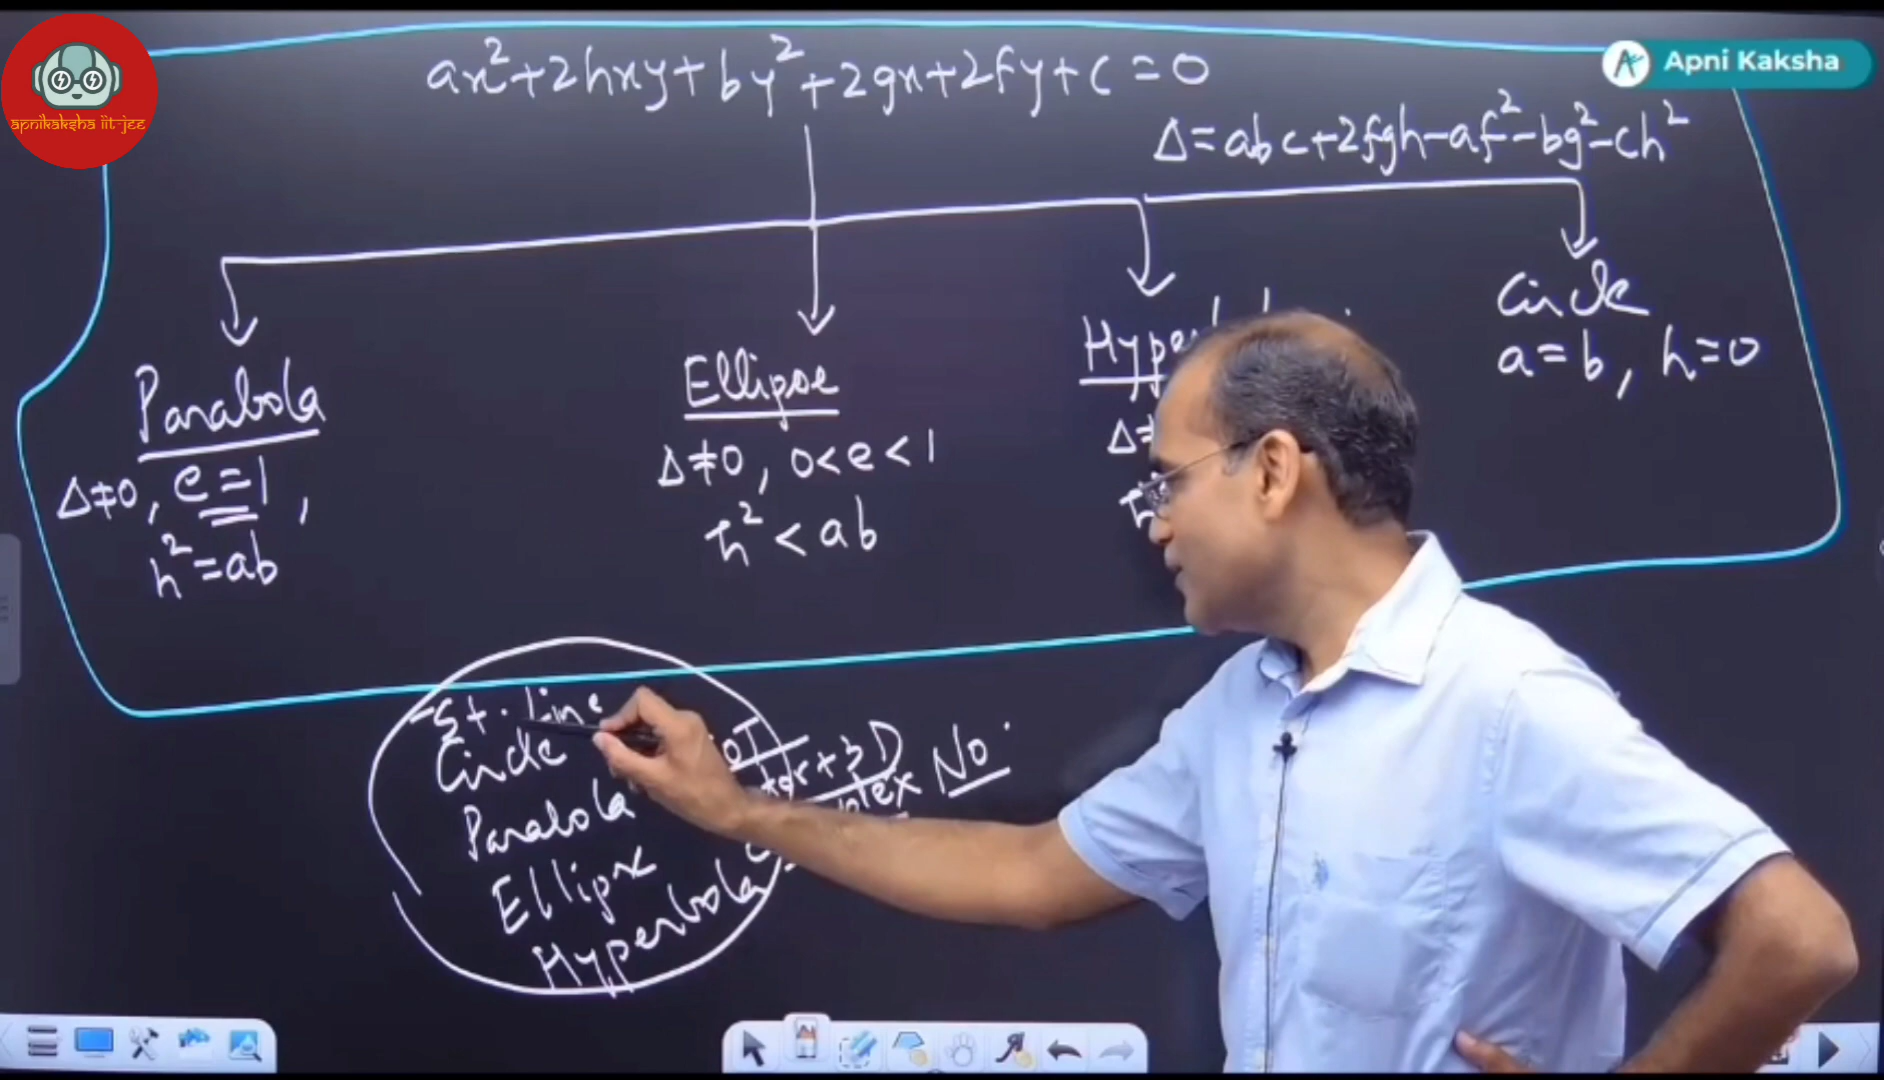 ax²+2hxy+by²+2gx+2fy+c=0
Apni Kaksha
apnikaksha iit-jee
Δ=abc+2fgh-af²-bg²-ch²
Parabola
Δ≠0, e=1,
h²=ab
Ellipse
Δ≠0, 0<e<1
h²<ab
Circle
a=b, h=0
St. Line
Circle
Parabola
Ellipse
Hyperbola
+3D
No.